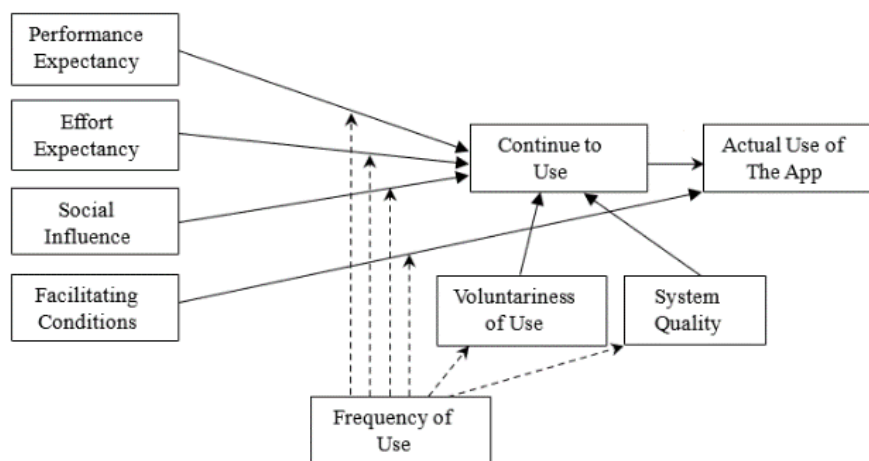 Performance
Expectancy
Effort
Expectancy
Social
Influence
Facilitating
Conditions
Continue to
Use
Actual Use of
The App
Voluntariness
of Use
System
Quality
Frequency of
Use